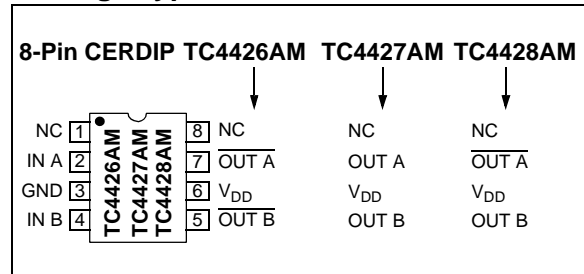 8-Pin CERDIP TC4426AM TC4427AM TC4428AM
NC 1 8 NC NC NC
IN A 2 7 OUT A OUT A OUT A
GND 3 6 VDD VDD VDD
IN B 4 5 OUT B OUT B OUT B
TC4426AM
TC4427AM
TC4428AM